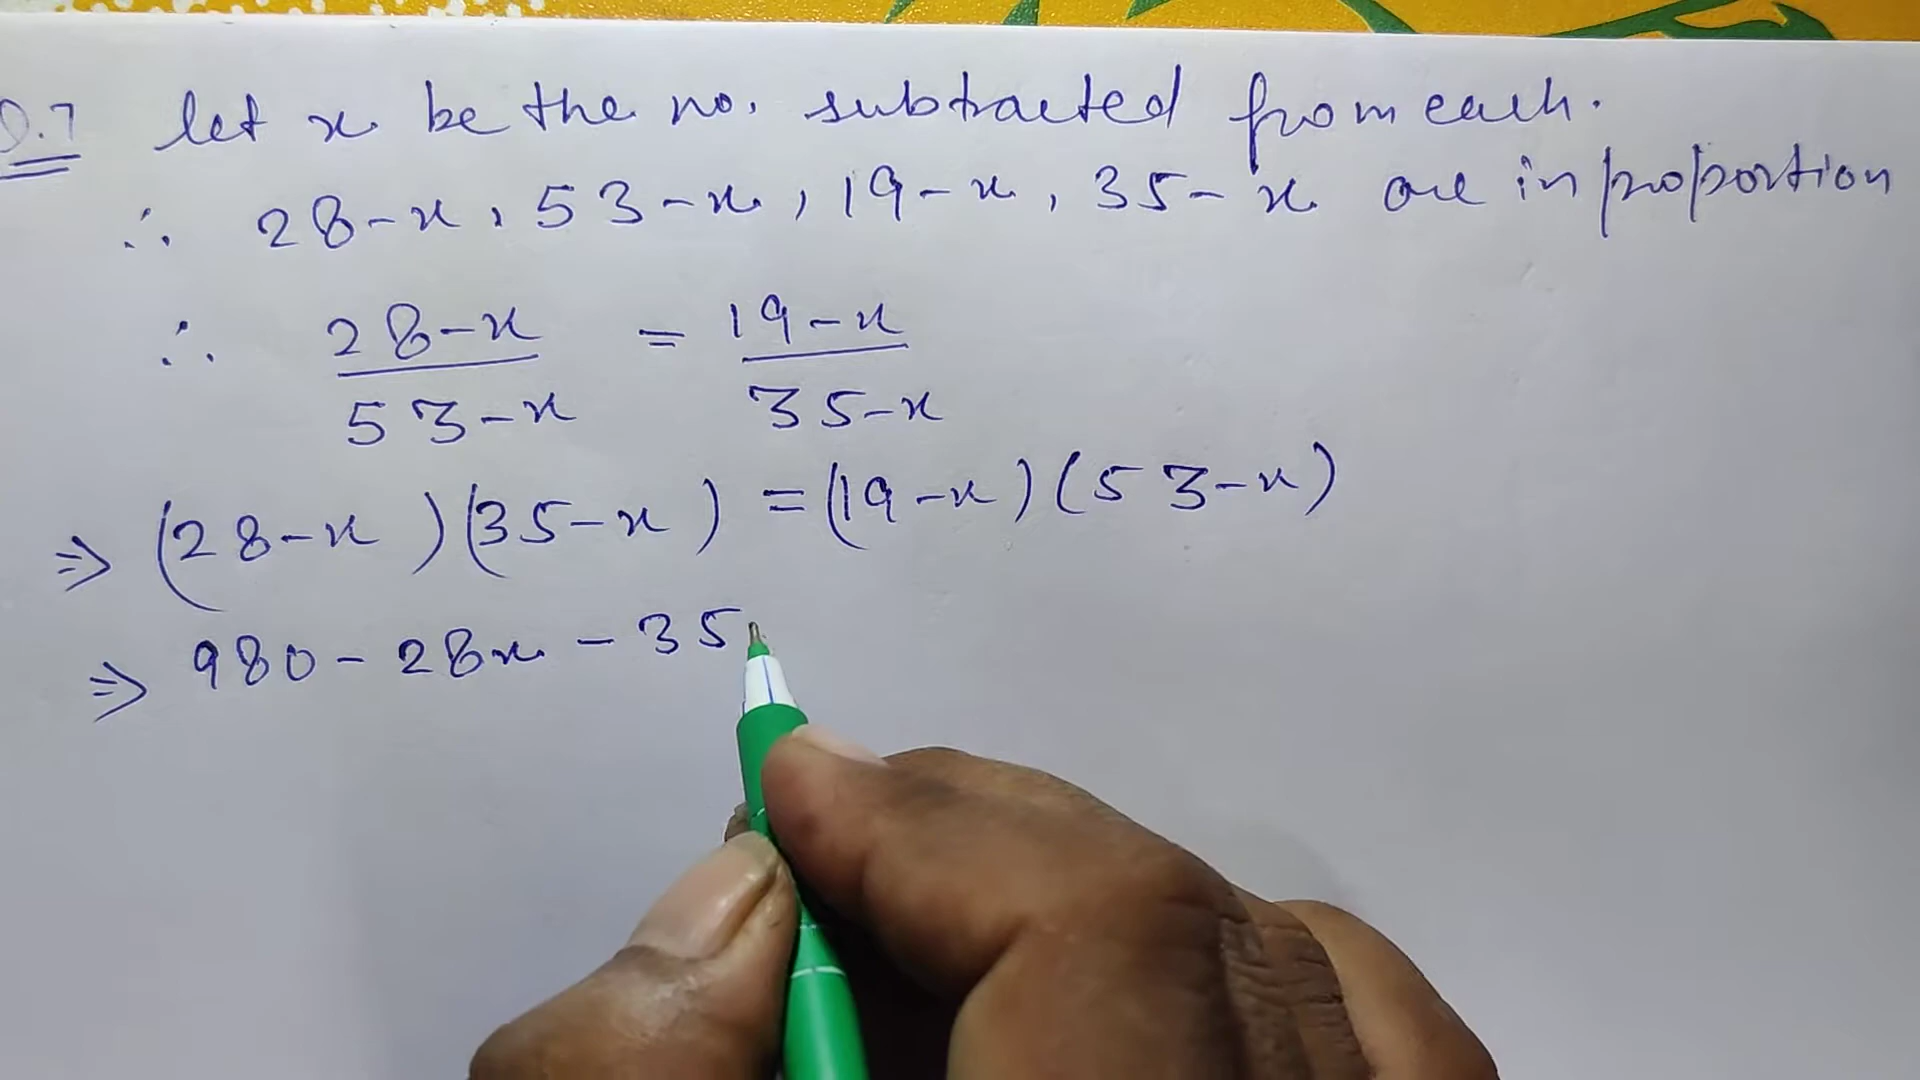 Q.7 let x be the no. subtracted from each.
∴ 28-x, 53-x, 19-x, 35-x are in proportion
∴ 28-x = 19-x
53-x 35-x
⇒ (28-x)(35-x) = (19-x)(53-x)
⇒ 980-28x-35